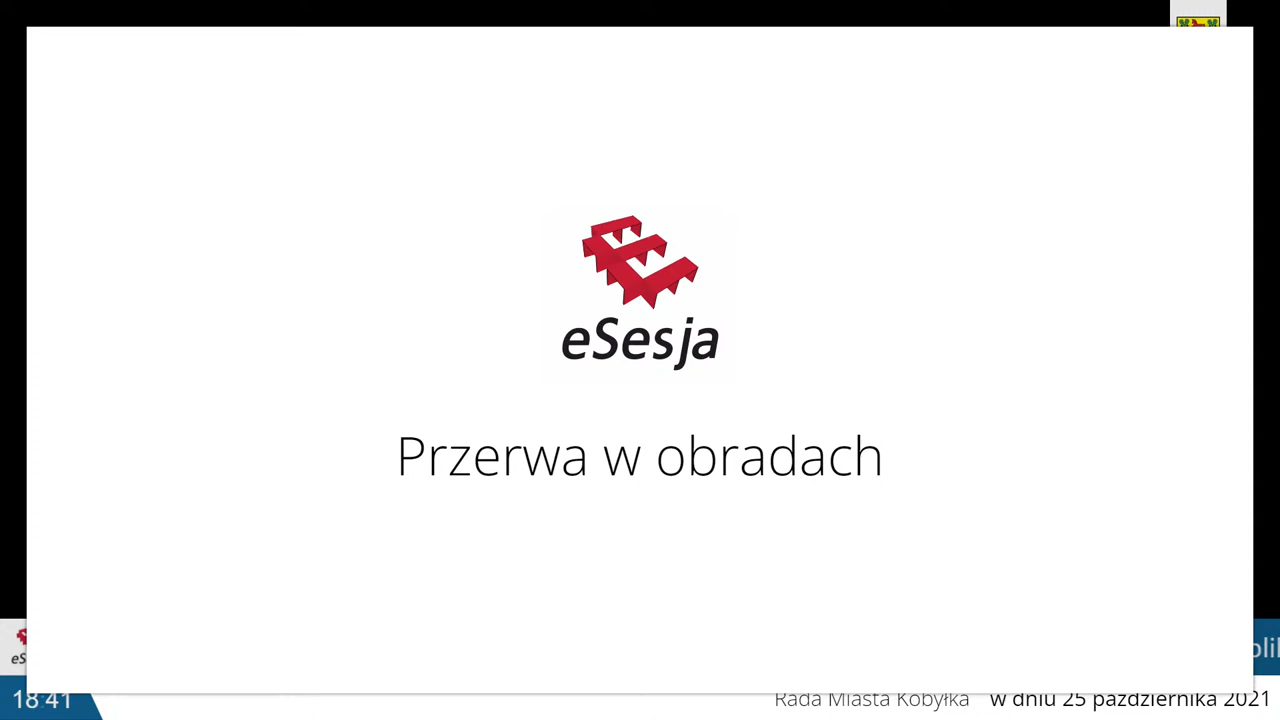 eSesja
Przerwa w obradach
18:41
Rada Miasta Kobyłka w dniu 25 października 2021